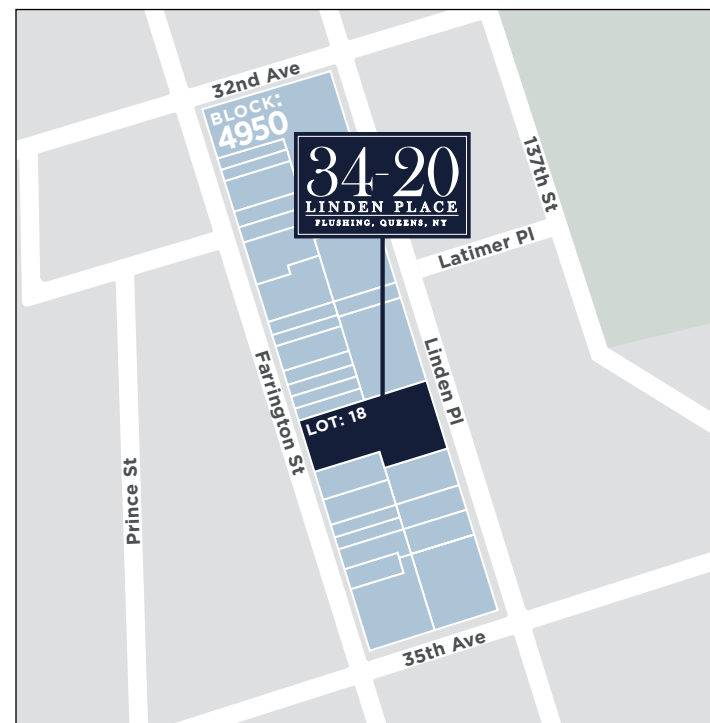 32nd Ave
BLOCK:
4950
34-20
LINDEN PLACE
FLUSHING, QUEENS, NY
137th St
Latimer Pl
Linden Pl
Farrington St
LOT: 18
Prince St
35th Ave